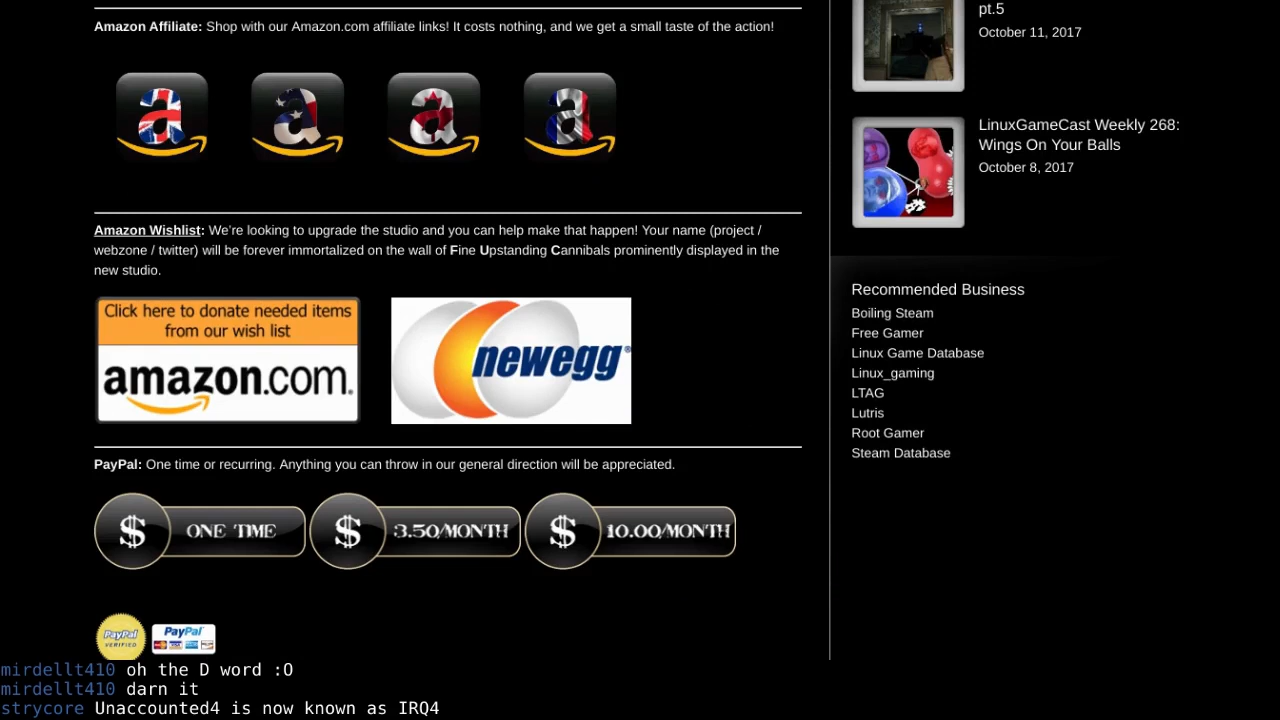 Amazon Affiliate: Shop with our Amazon.com affiliate links! It costs nothing, and we get a small taste of the action!
a a a a
Amazon Wishlist: We’re looking to upgrade the studio and you can help make that happen! Your name (project /
webzone / twitter) will be forever immortalized on the wall of Fine Upstanding Cannibals prominently displayed in the
new studio.
Click here to donate needed items
from our wish list
amazon.com.
newegg®
PayPal: One time or recurring. Anything you can throw in our general direction will be appreciated.
$ ONE TIME $ 3.50/MONTH $ 10.00/MONTH
PayPal
VERIFIED
PayPal
VISA
pt.5
October 11, 2017
LinuxGameCast Weekly 268:
Wings On Your Balls
October 8, 2017
Recommended Business
Boiling Steam
Free Gamer
Linux Game Database
Linux_gaming
LTAG
Lutris
Root Gamer
Steam Database
mirdellt410 oh the D word :O
mirdellt410 darn it
strycore Unaccounted4 is now known as IRQ4